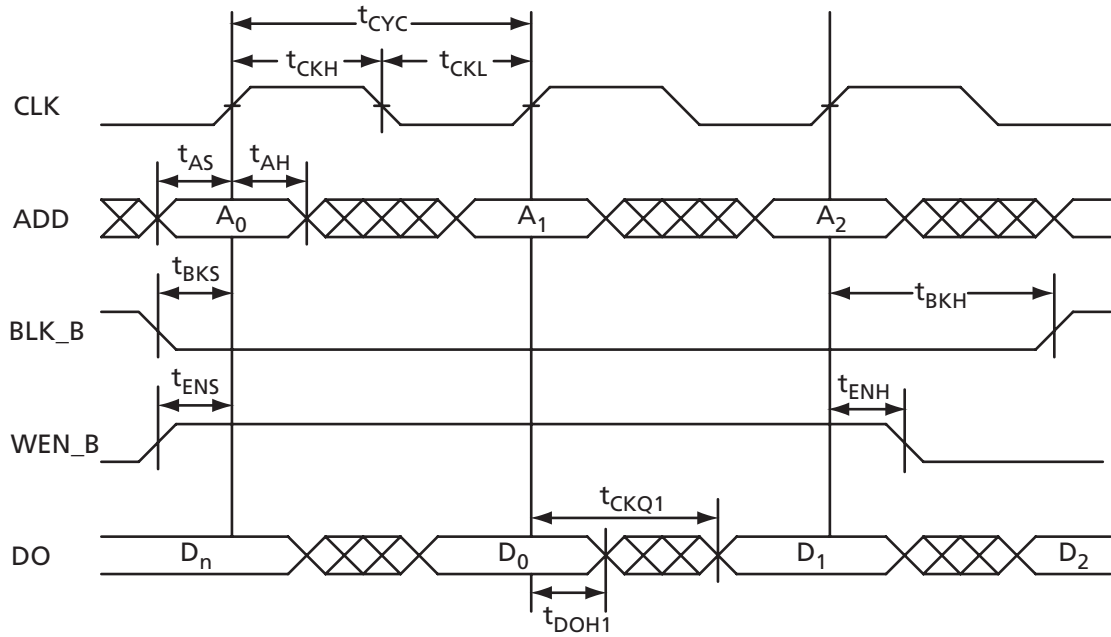 tCYC
tCKH tCKL
CLK
tAS tAH
ADD A0 A1 A2
tBKS tBKH
BLK_B
tENS tENH
WEN_B
tCKQ1
DO Dn D0 D1 D2
tDOH1